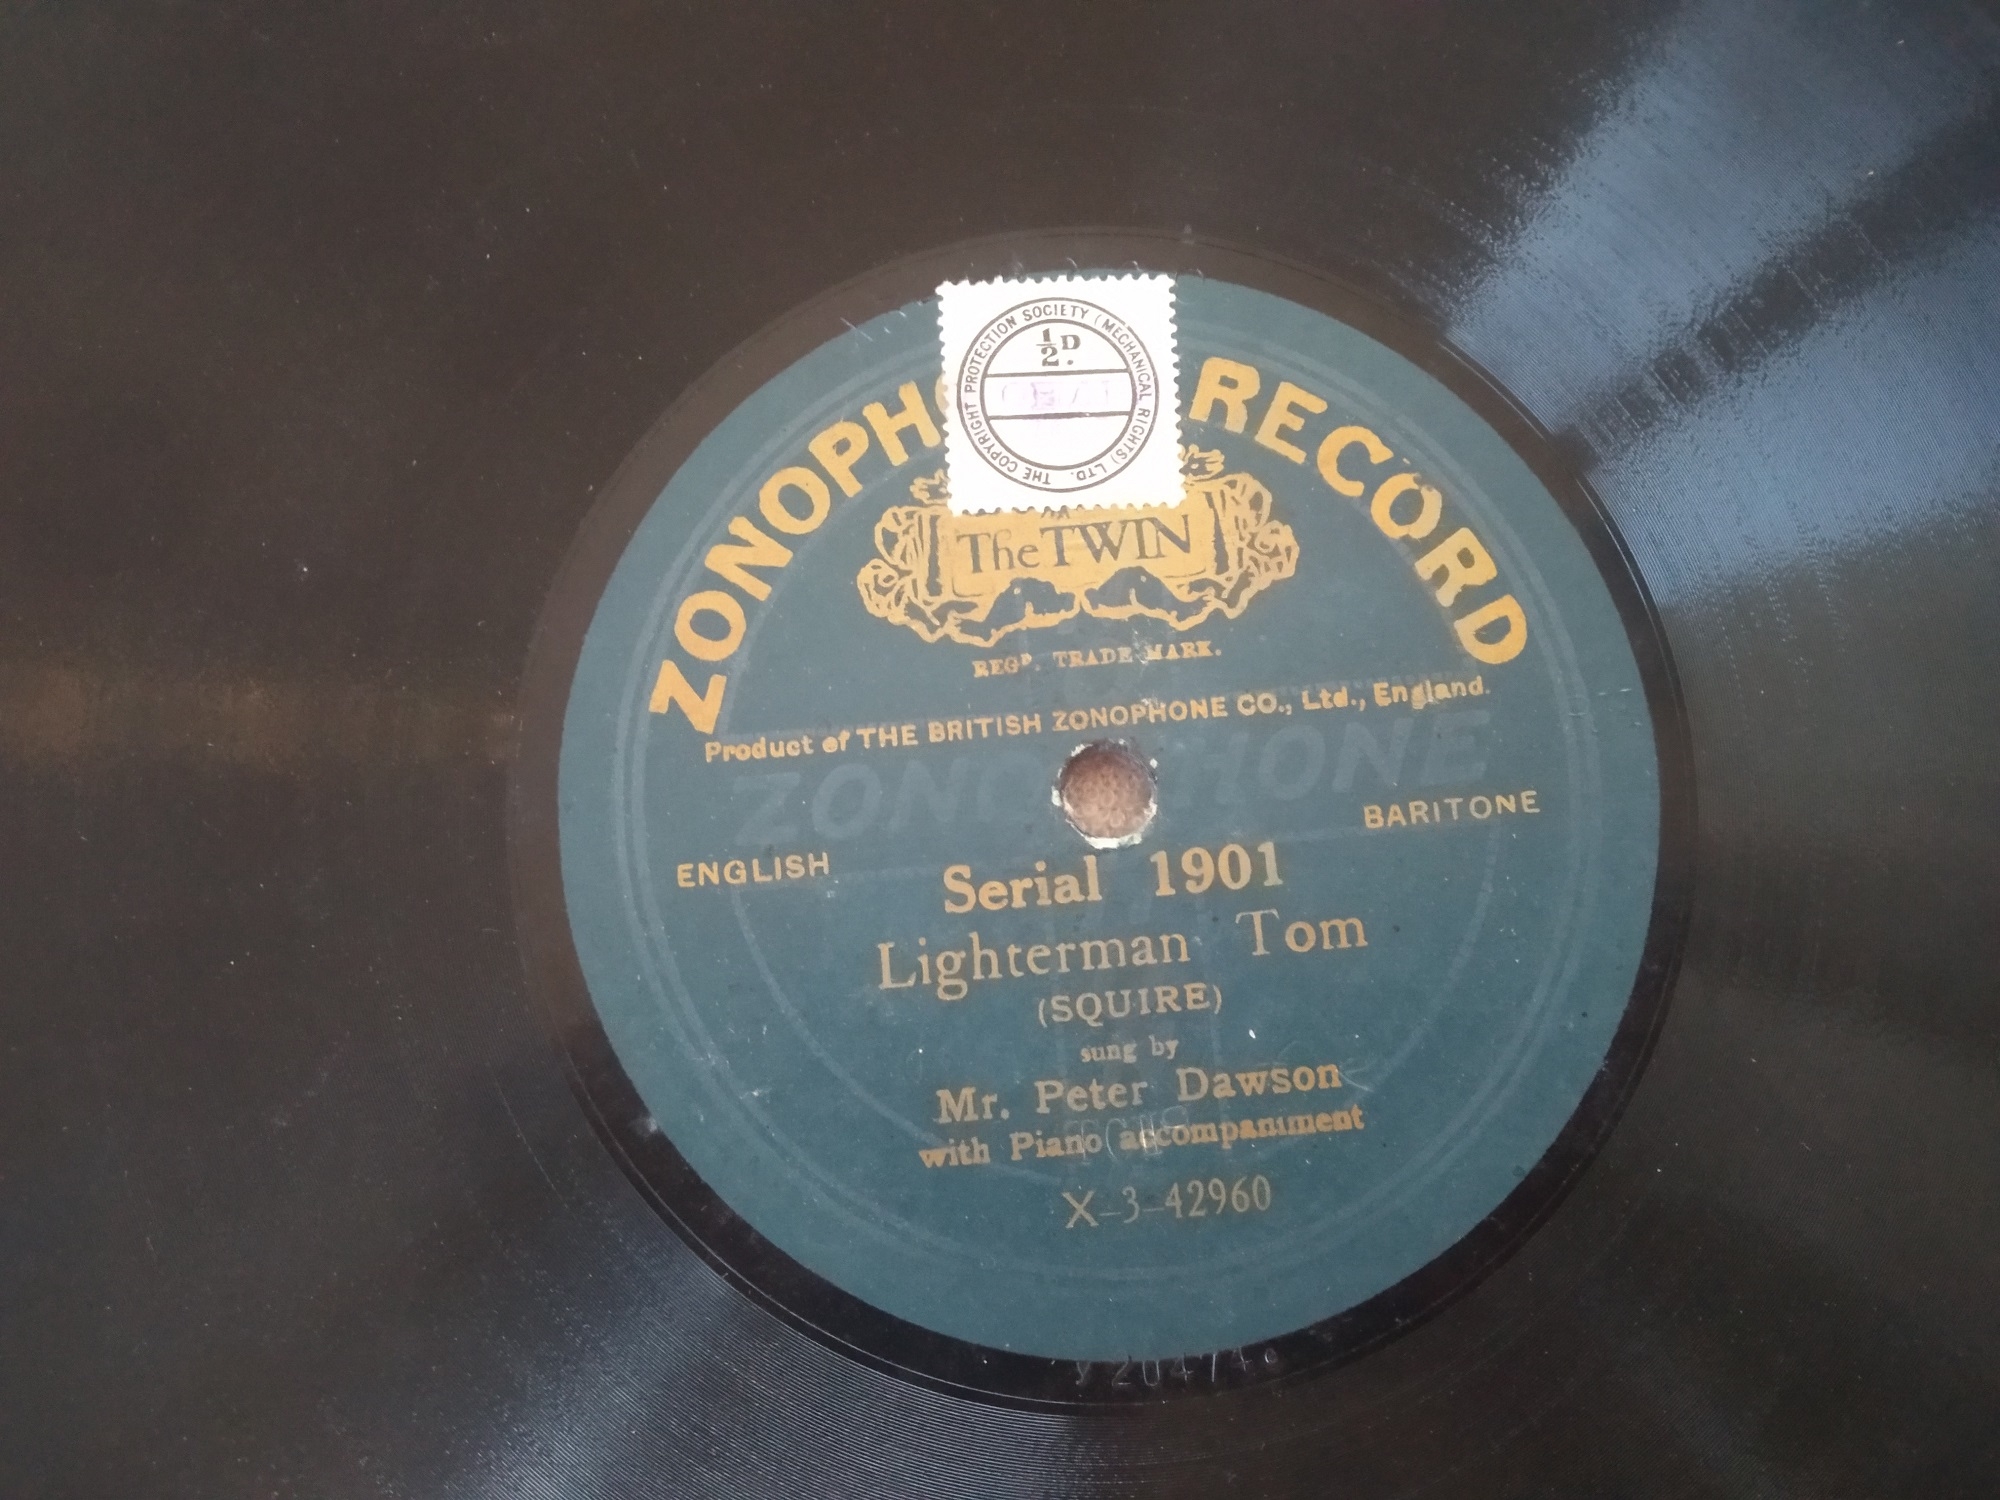 THE COPYRIGHT PROTECTION SOCIETY (MECHANICAL RIGHTS) LTD.
½D.
ZONOPHO RECORD
The TWIN
REGD. TRADE MARK.
Product of THE BRITISH ZONOPHONE CO., Ltd., England.
ZONOPHONE
ENGLISH
BARITONE
Serial 1901
Lighterman Tom
(SQUIRE)
sung by
Mr. Peter Dawson
with Piano accompaniment
X-3-42960